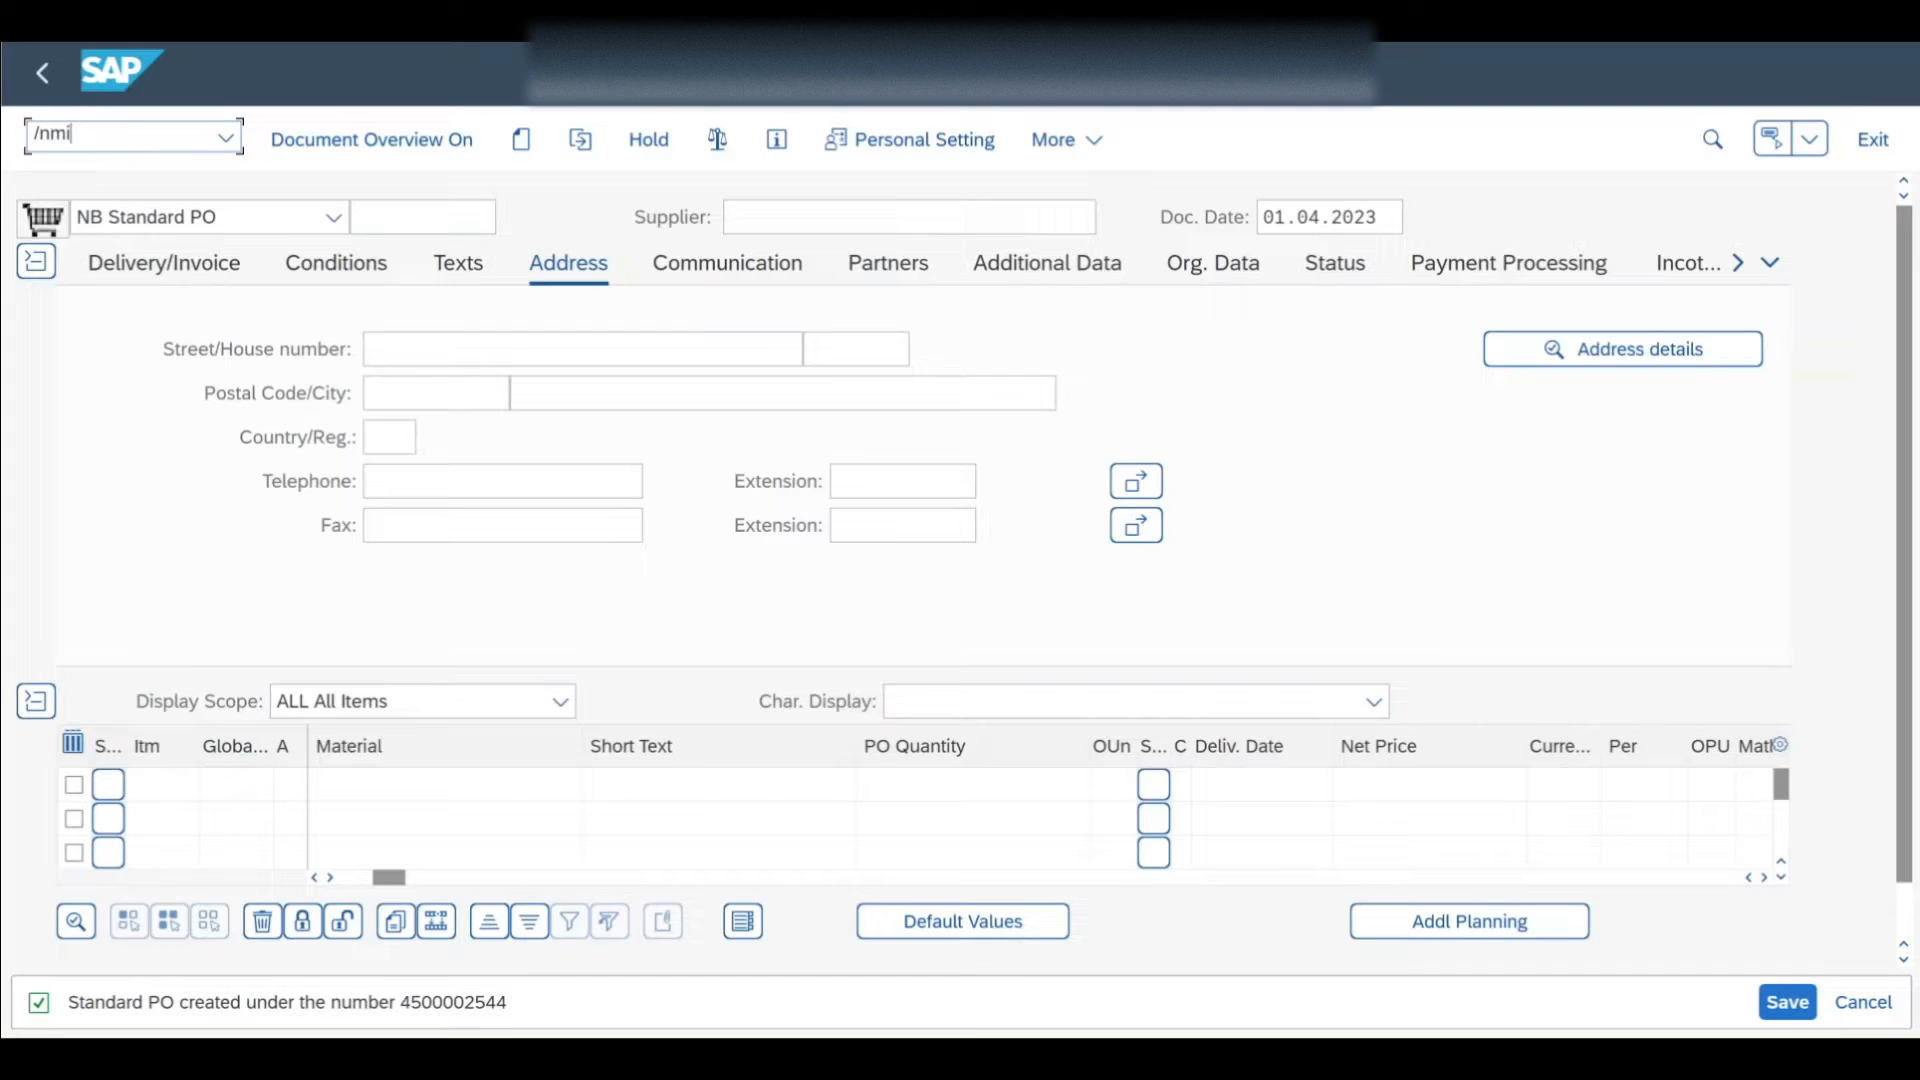 SAP
/nmi
Document Overview On
Hold
Personal Setting
More
Exit
NB Standard PO
Supplier:
Doc. Date:
01.04.2023
Delivery/Invoice
Conditions
Texts
Address
Communication
Partners
Additional Data
Org. Data
Status
Payment Processing
Incot...
Street/House number:
Address details
Postal Code/City:
Country/Reg.:
Telephone:
Extension:
Fax:
Extension:
Display Scope:
ALL All Items
Char. Display:
S... Itm Globa... A Material Short Text PO Quantity OUn S... C Deliv. Date Net Price Curre... Per OPU Matl
Default Values
Addl Planning
Standard PO created under the number 4500002544
Save
Cancel